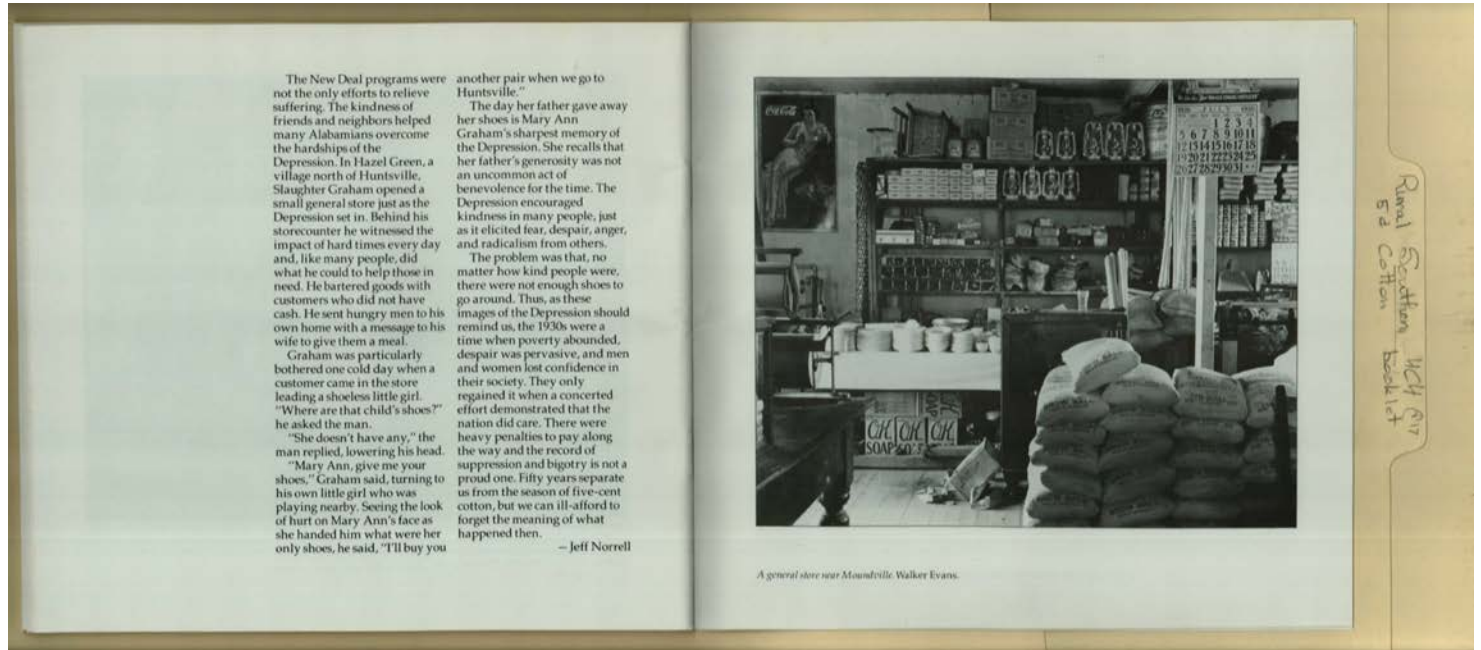 The New Deal programs were
not the only efforts to relieve
suffering. The kindness of
friends and neighbors helped
many Alabamians overcome
the hardships of the
Depression. In Hazel Green, a
village north of Huntsville,
Slaughter Graham opened a
small general store just as the
Depression set in. Behind his
storecounter he witnessed the
impact of hard times every day
and, like many people, did
what he could to help those in
need. He bartered goods with
customers who did not have
cash. He sent hungry men to his
own home with a message to his
wife to give them a meal.
Graham was particularly
bothered one cold day when a
customer came in the store
leading a shoeless little girl.
"Where are that child's shoes?"
he asked the man.
"She doesn't have any," the
man replied, lowering his head.
"Mary Ann, give me your
shoes," Graham said, turning to
his own little girl who was
playing nearby. Seeing the look
of hurt on Mary Ann's face as
she handed him what were her
only shoes, he said, "I'll buy you
another pair when we go to
Huntsville."
The day her father gave away
her shoes is Mary Ann
Graham's sharpest memory of
the Depression. She recalls that
her father's generosity was not
an uncommon act of
benevolence for the time. The
Depression encouraged
kindness in many people, just
as it elicited fear, despair, anger,
and radicalism from others.
The problem was that, no
matter how kind people were,
there were not enough shoes to
go around. Thus, as these
images of the Depression should
remind us, the 1930s were a
time when poverty abounded,
despair was pervasive, and men
and women lost confidence in
their society. They only
regained it when a concerted
effort demonstrated that the
nation did care. There were
heavy penalties to pay along
the way and the record of
suppression and bigotry is not a
proud one. Fifty years separate
us from the season of five-cent
cotton, but we can ill-afford to
forget the meaning of what
happened then.
— Jeff Norrell
Coca-Cola
JULY
1 2 3 4
5 6 7 8 9 10 11
12 13 14 15 16 17 18
19 20 21 22 23 24 25
26 27 28 29 30 31
SOAP
SOAP 60's
A general store near Moundville. Walker Evans.
Rural Southern
5¢ Cotton booklet